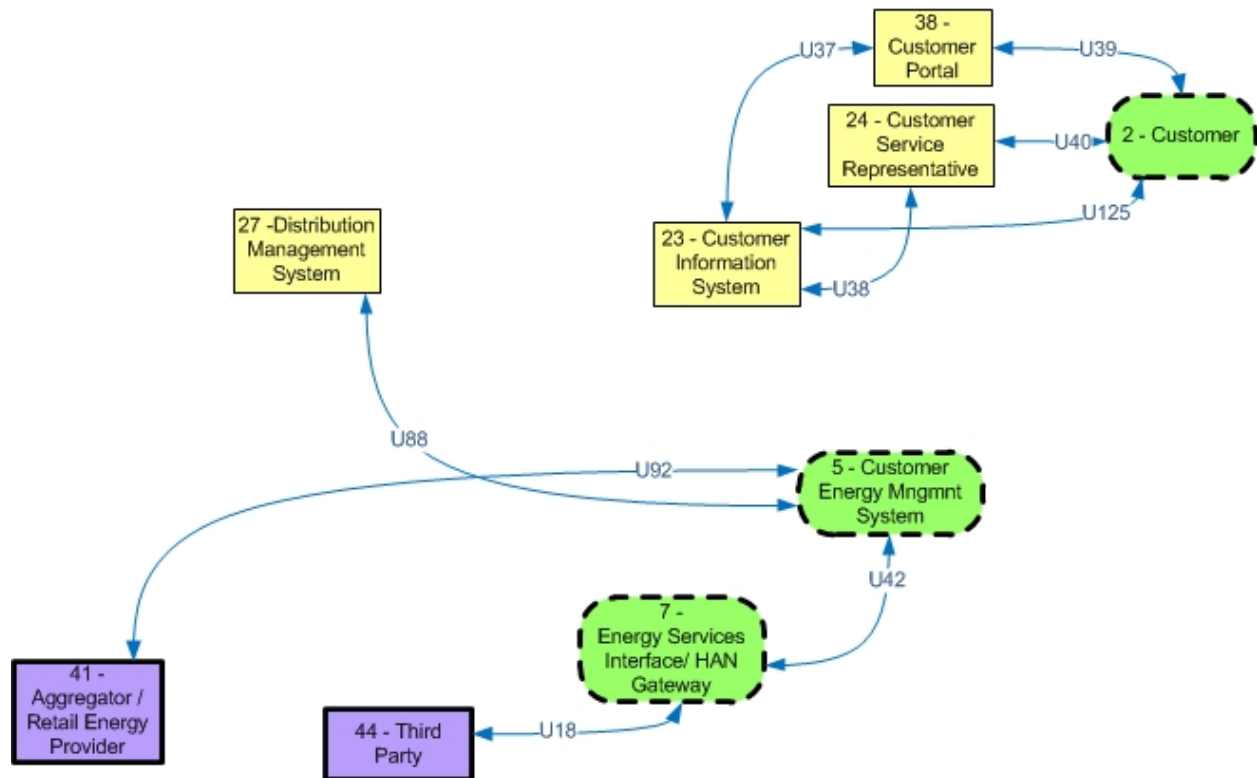 38 -
Customer
Portal
U37
U39
24 - Customer
Service
Representative
U40
2 - Customer
U125
27 -Distribution
Management
System
23 - Customer
Information
System
U38
U88
U92
5 - Customer
Energy Mngmnt
System
U42
7 -
Energy Services
Interface/ HAN
Gateway
41 -
Aggregator /
Retail Energy
Provider
44 - Third
Party
U18